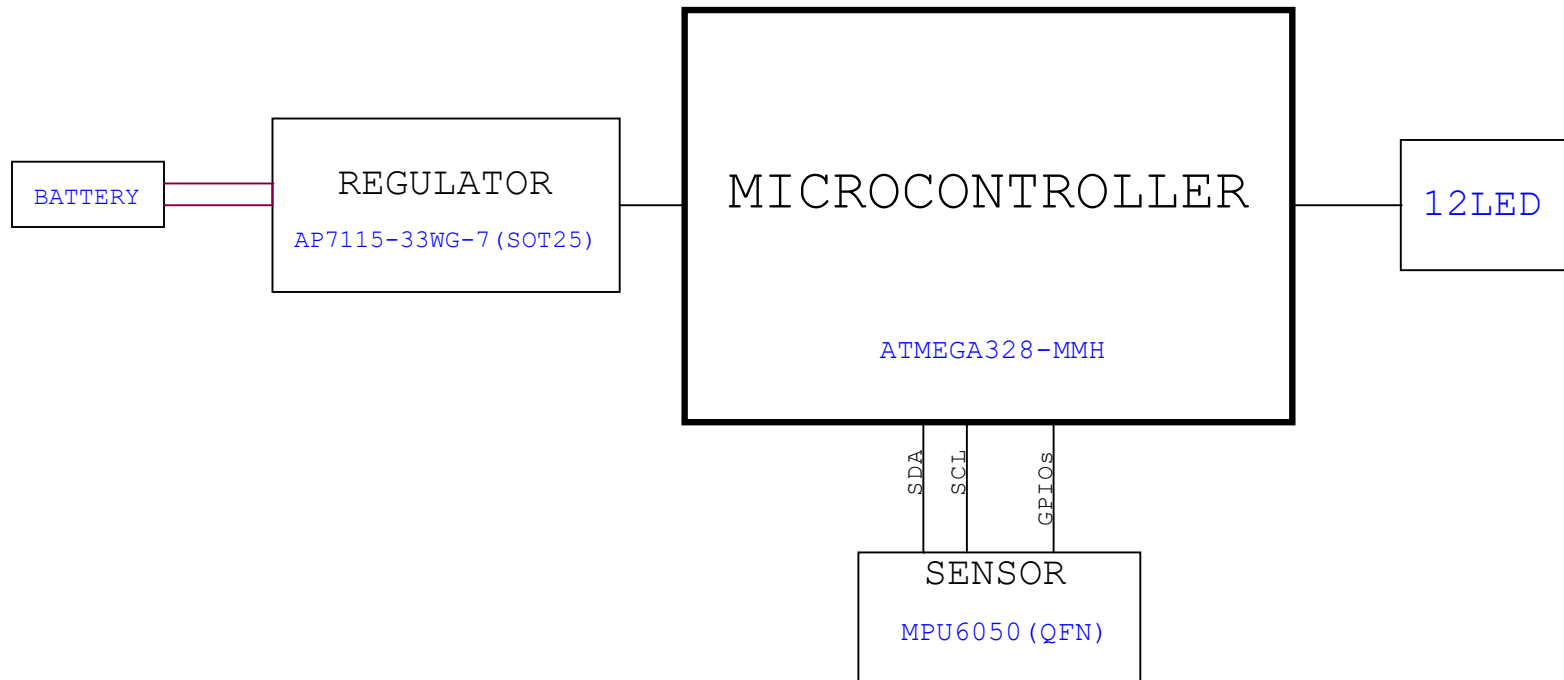 BATTERY
REGULATOR
AP7115-33WG-7(SOT25)
MICROCONTROLLER
ATMEGA328-MMH
12LED
SDA
SCL
GPIOs
SENSOR
MPU6050(QFN)